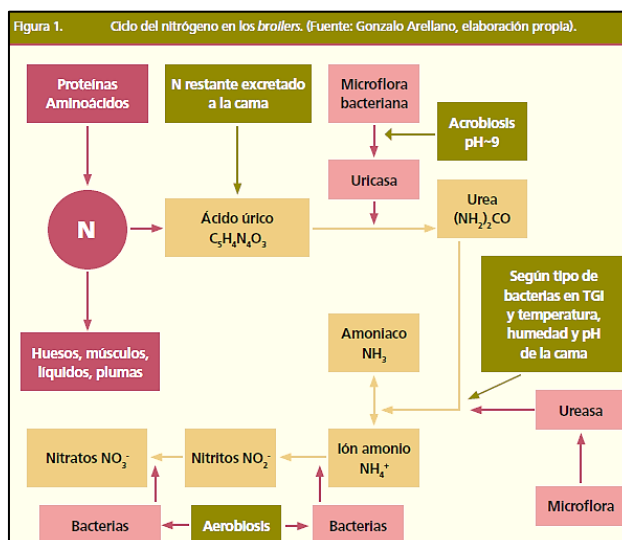 Figura 1. Ciclo del nitrógeno en los broilers. (Fuente: Gonzalo Arellano, elaboración propia).
Proteínas
Aminoácidos
N restante excretado
a la cama
Microflora
bacteriana
Acrobiosis
pH~9
Uricasa
N
Ácido úrico
C₅H₄N₄O₃
Urea
(NH₂)₂CO
Según tipo de
bacterias en TGI
y temperatura,
humedad y pH
de la cama
Amoniaco
NH₃
Huesos, músculos,
líquidos, plumas
Ureasa
Nitratos NO₃⁻
Nitritos NO₂⁻
Ión amonio
NH₄⁺
Microflora
Bacterias
Aerobiosis
Bacterias